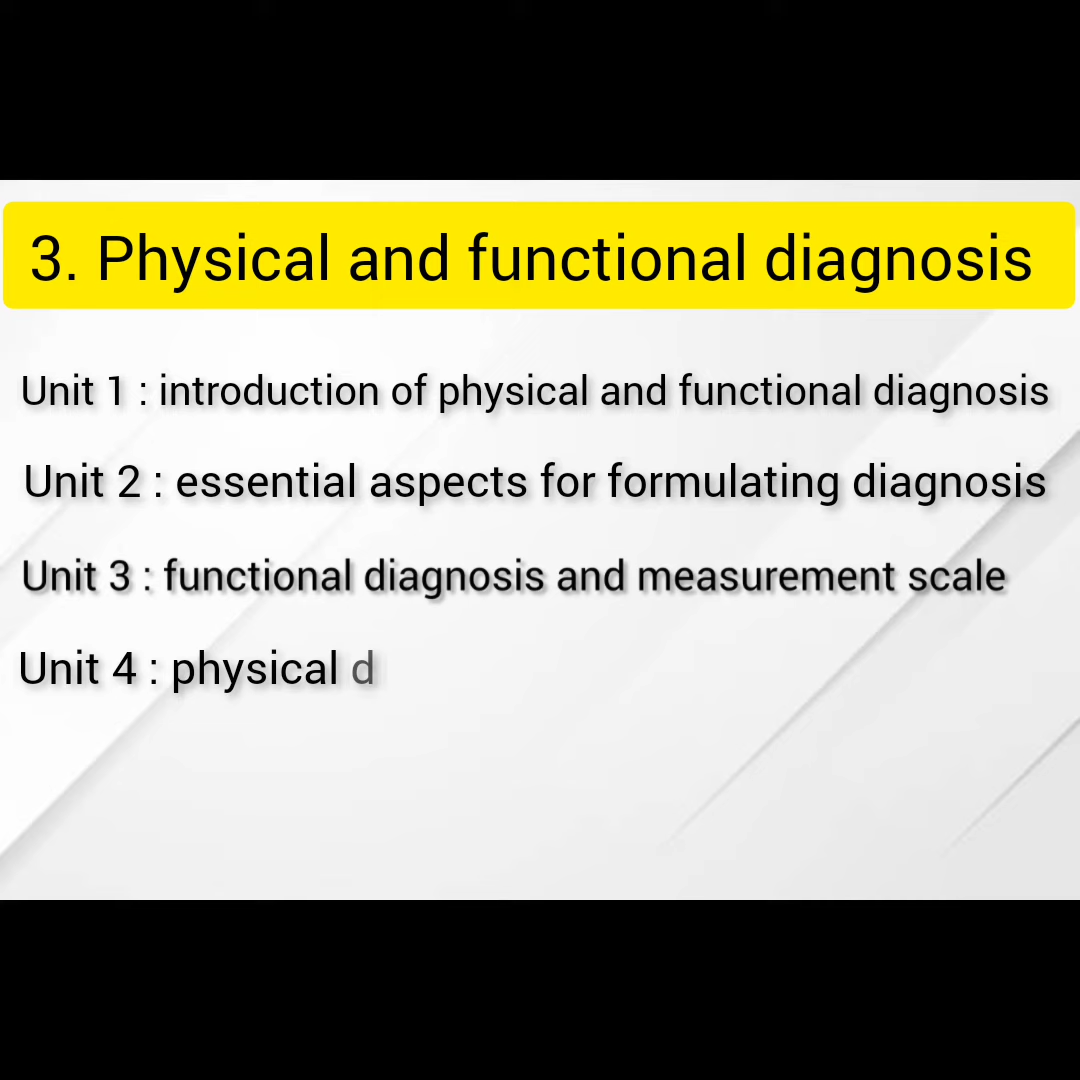 3. Physical and functional diagnosis
Unit 1 : introduction of physical and functional diagnosis
Unit 2 : essential aspects for formulating diagnosis
Unit 3 : functional diagnosis and measurement scale
Unit 4 : physical d